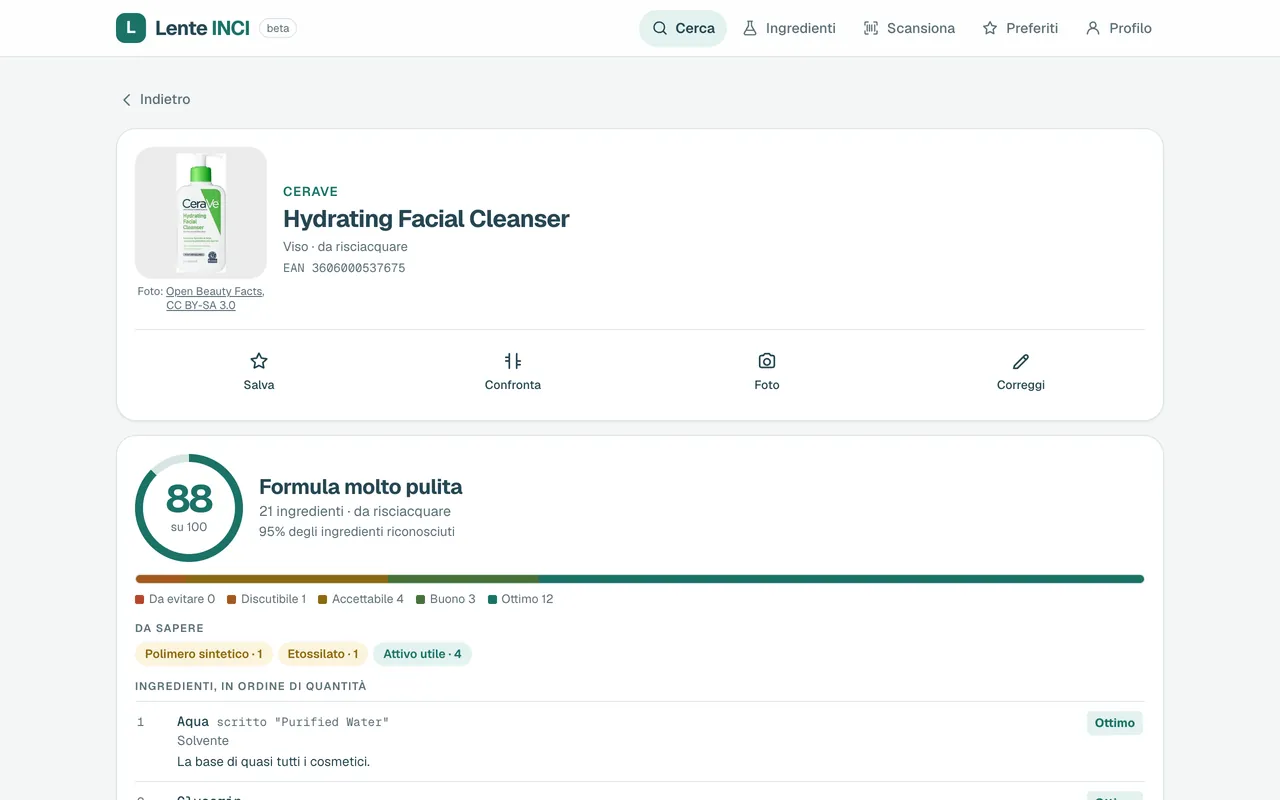 L Lente INCI beta
Cerca Ingredienti Scansiona Preferiti Profilo
Indietro
CeraVe
Hydrating
Facial
Cleanser
CERAVE
Hydrating Facial Cleanser
Viso · da risciacquare
EAN 3606000537675
Foto: Open Beauty Facts,
CC BY-SA 3.0
Salva Confronta Foto Correggi
88
su 100
Formula molto pulita
21 ingredienti · da risciacquare
95% degli ingredienti riconosciuti
Da evitare 0 Discutibile 1 Accettabile 4 Buono 3 Ottimo 12
DA SAPERE
Polimero sintetico · 1 Etossilato · 1 Attivo utile · 4
INGREDIENTI, IN ORDINE DI QUANTITÀ
1 Aqua scritto "Purified Water" Ottimo
Solvente
La base di quasi tutti i cosmetici.